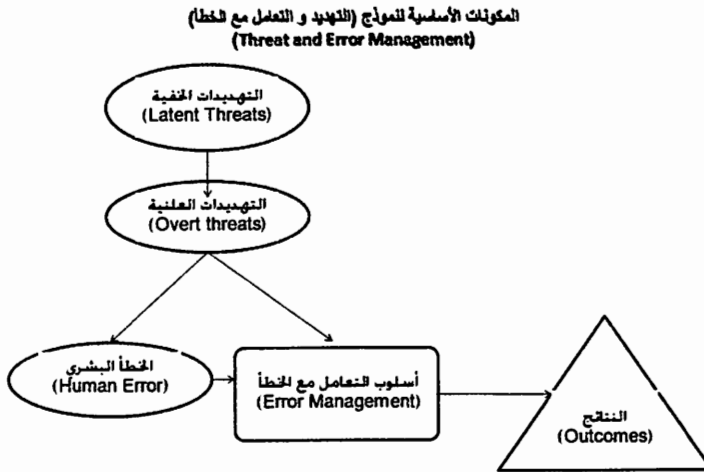 المكونات الأساسية لنموذج (التهديد و التعامل مع الخطأ)
(Threat and Error Management)
التهديدات الخفية
(Latent Threats)
التهديدات العلنية
(Overt threats)
الخطأ البشري
(Human Error)
أسلوب التعامل مع الخطأ
(Error Management)
النتائج
(Outcomes)